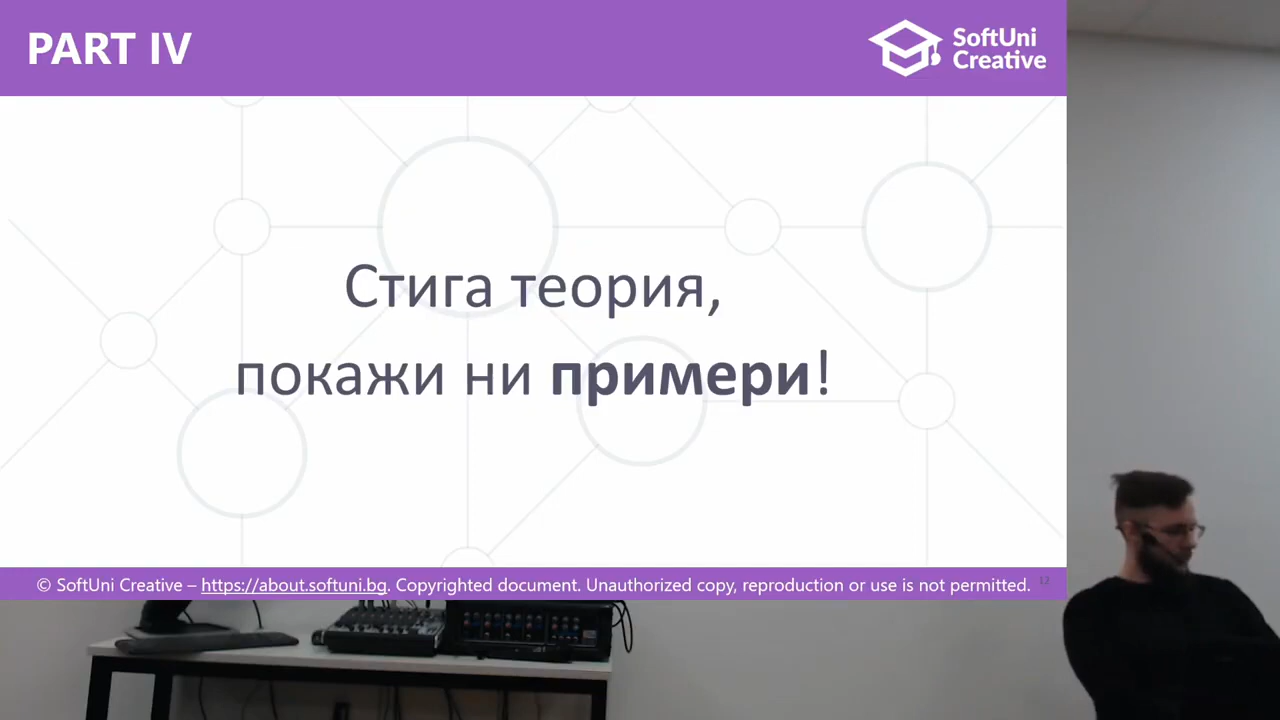 PART IV
SoftUni
Creative
Стига теория,
покажи ни примери!
© SoftUni Creative – https://about.softuni.bg. Copyrighted document. Unauthorized copy, reproduction or use is not permitted.
12